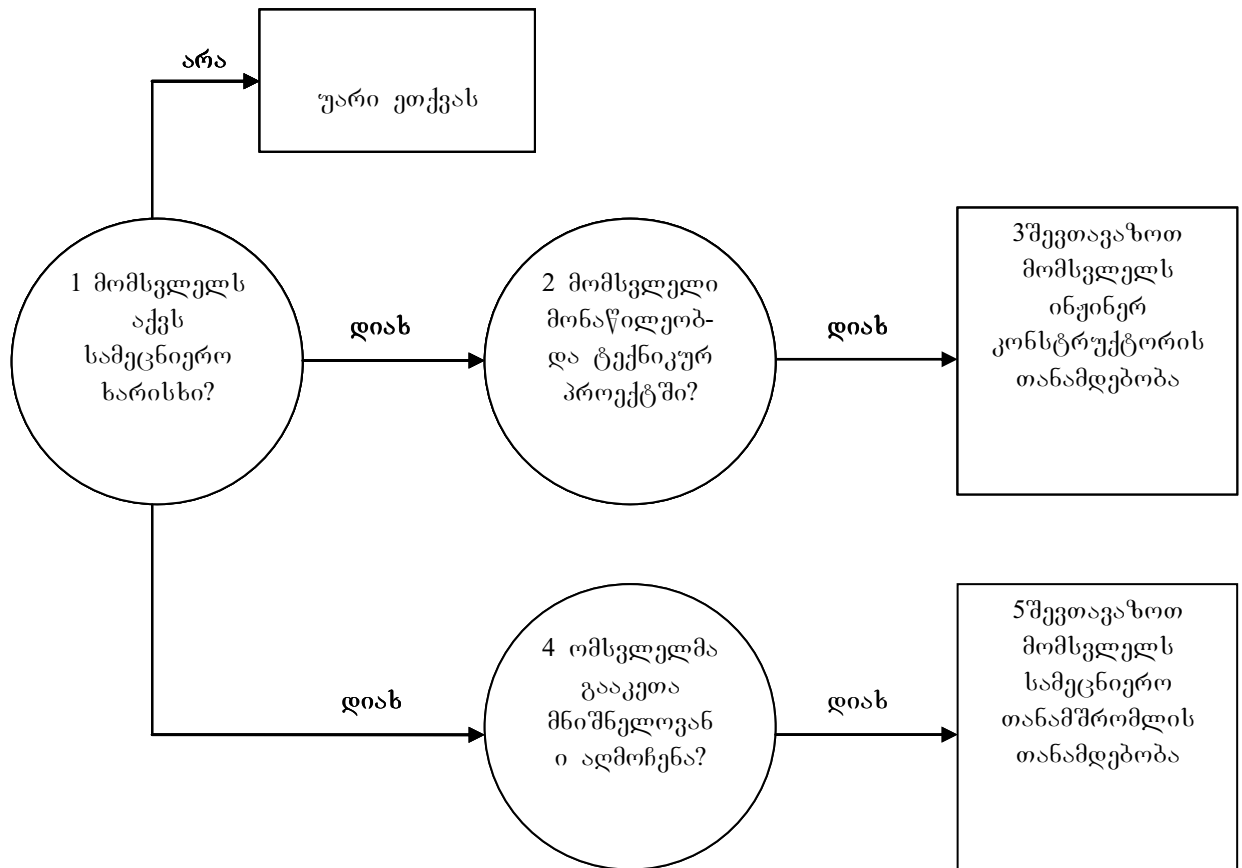 არა
უარი ეთქვას
1 მომსვლელს
აქვს
სამეცნიერო
ხარისხი?
დიახ
2 მომსვლელი
მონაწილეობ-
და ტექნიკურ
პროექტში?
დიახ
3შევთავაზოთ
მომსვლელს
ინჟინერ
კონსტრუქტორის
თანამდებობა
დიახ
4 ომსვლელმა
გააკეთა
მნიშნელოვან
ი აღმოჩენა?
დიახ
5შევთავაზოთ
მომსვლელს
სამეცნიერო
თანამშრომლის
თანამდებობა